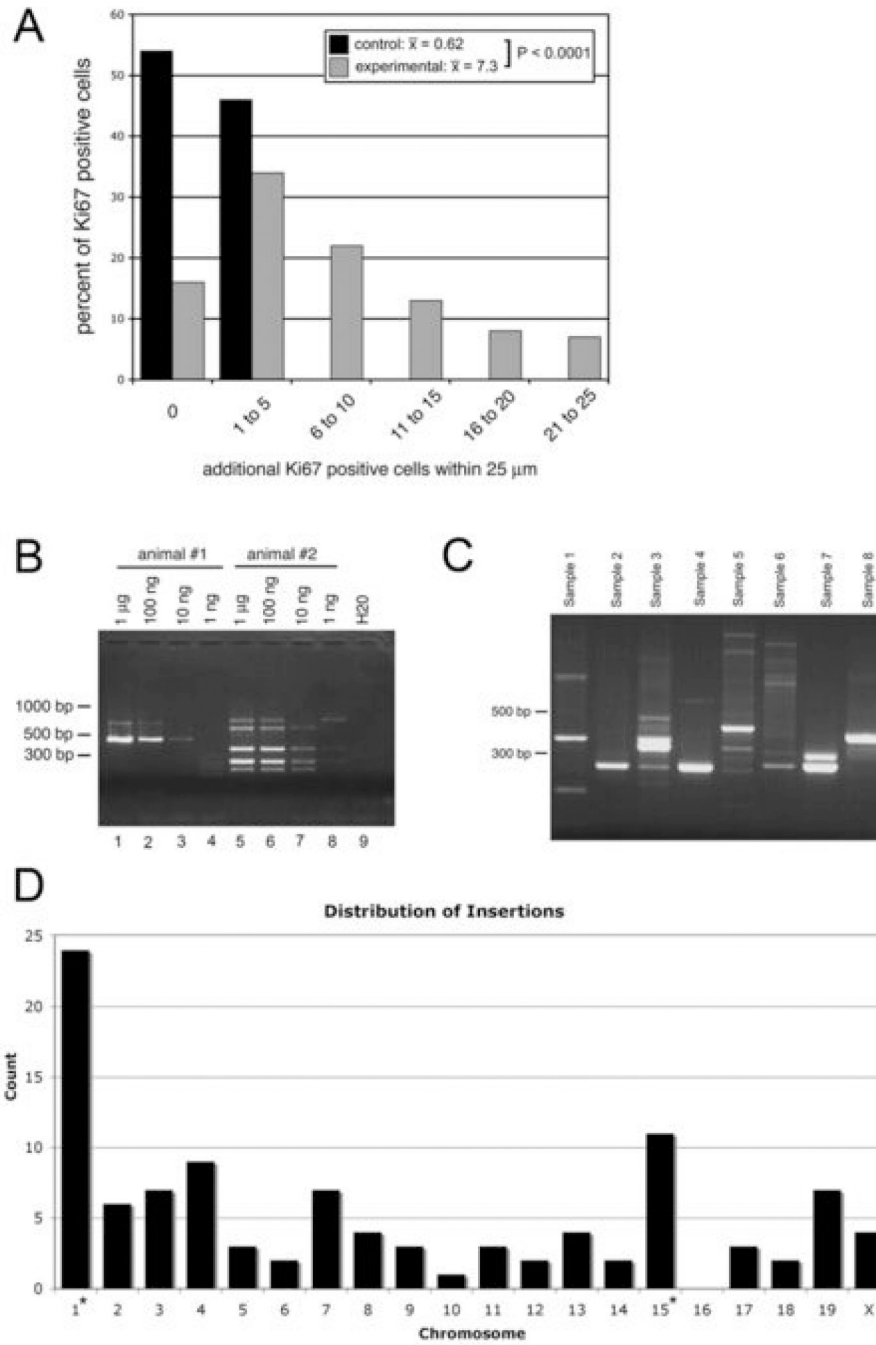 A
60
50
40
30
20
10
0
percent of Ki67 positive cells
control: x̅ = 0.62
experimental: x̅ = 7.3
P < 0.0001
0
1 to 5
6 to 10
11 to 15
16 to 20
21 to 25
additional Ki67 positive cells within 25 μm
B
animal #1 animal #2
1 μg 100 ng 10 ng 1 ng 1 μg 100 ng 10 ng 1 ng H20
1000 bp
500 bp
300 bp
1 2 3 4 5 6 7 8 9
C
Sample 1 Sample 2 Sample 3 Sample 4 Sample 5 Sample 6 Sample 7 Sample 8
500 bp
300 bp
D
Distribution of Insertions
25
20
15
10
5
0
Count
1* 2 3 4 5 6 7 8 9 10 11 12 13 14 15* 16 17 18 19 X
Chromosome